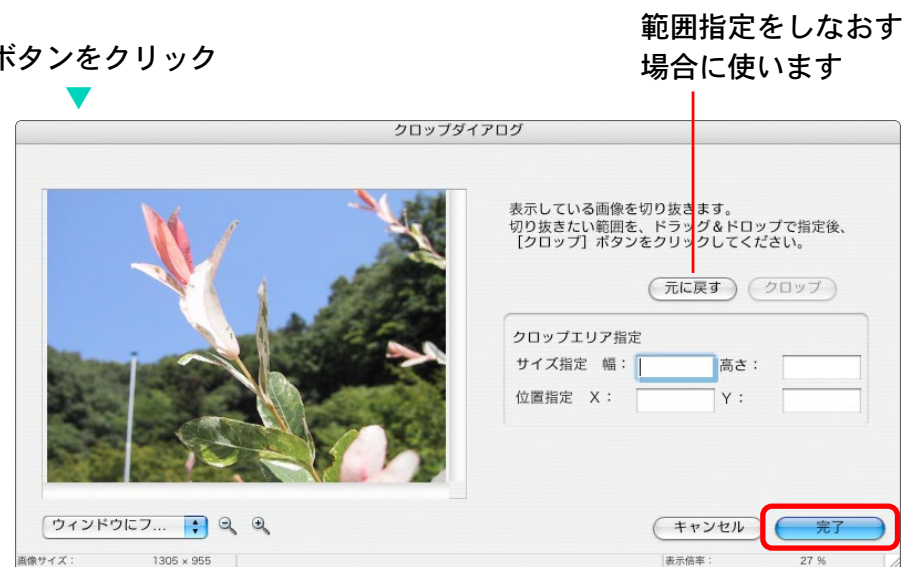 範囲指定をしなおす
場合に使います
ボタンをクリック
クロップダイアログ
表示している画像を切り抜きます。
切り抜きたい範囲を、ドラッグ&ドロップで指定後、
[クロップ] ボタンをクリックしてください。
元に戻す クロップ
クロップエリア指定
サイズ指定 幅: 高さ:
位置指定 X: Y:
ウィンドウにフ... キャンセル 完了
画像サイズ: 1305 × 955 表示倍率: 27 %